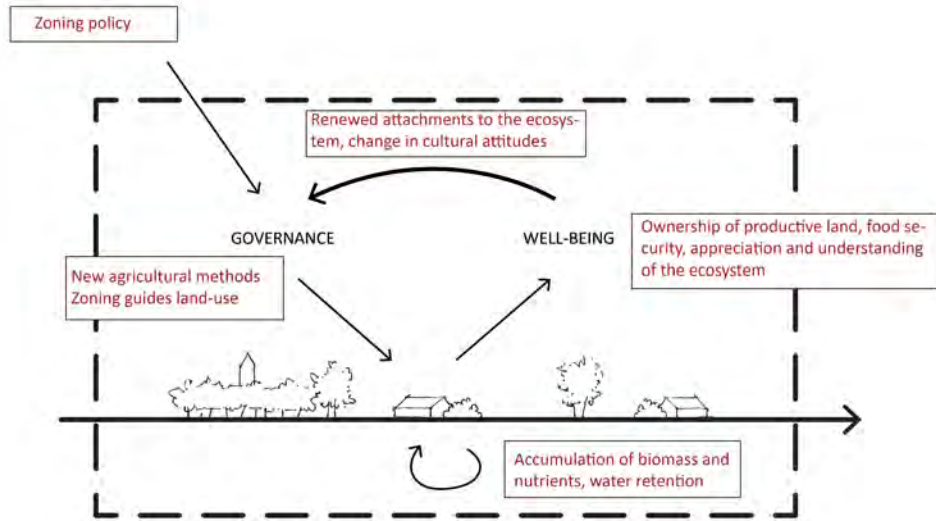 Zoning policy
Renewed attachments to the ecosys-
tem, change in cultural attitudes
GOVERNANCE
WELL-BEING
Ownership of productive land, food se-
curity, appreciation and understanding
of the ecosystem
New agricultural methods
Zoning guides land-use
Accumulation of biomass and
nutrients, water retention